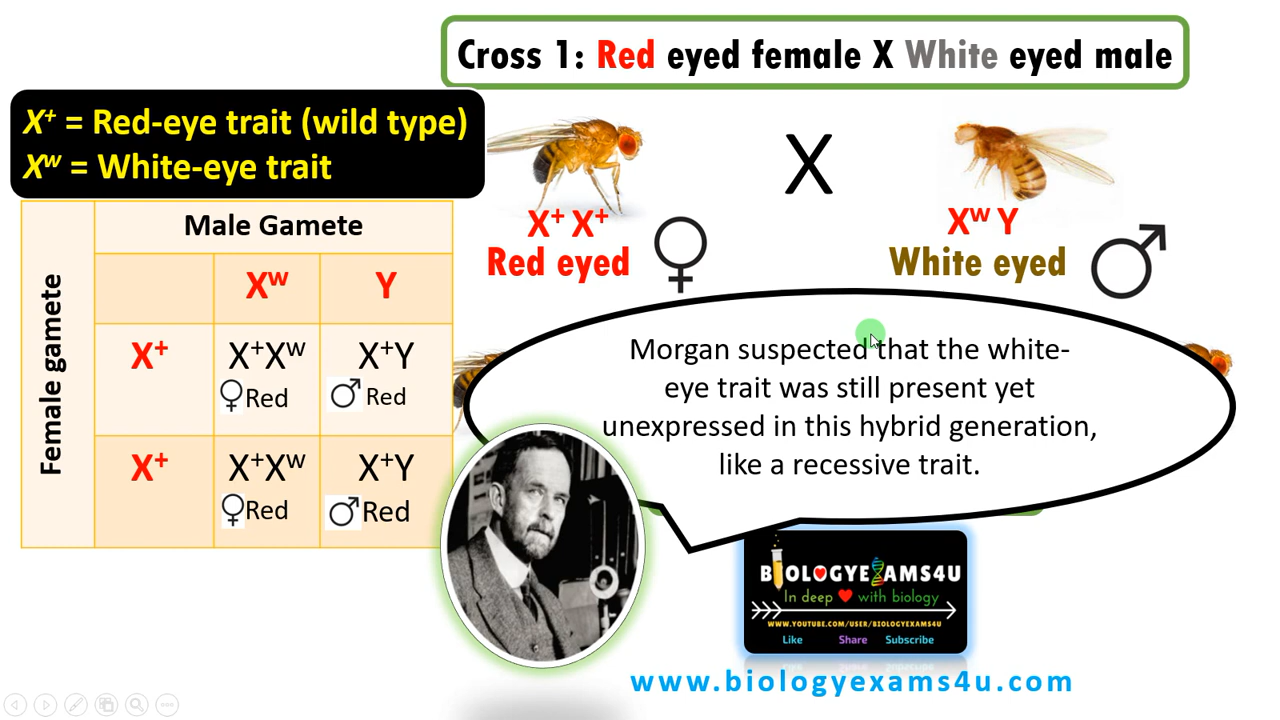 Cross 1: Red eyed female X White eyed male
X⁺ = Red-eye trait (wild type)
Xʷ = White-eye trait
X
X⁺ X⁺
Red eyed
♀
Xʷ Y
White eyed
♂
Male Gamete
Female gamete
Xʷ Y
X⁺ X⁺Xʷ X⁺Y
♀ Red ♂ Red
X⁺ X⁺Xʷ X⁺Y
♀ Red ♂ Red
Morgan suspected that the white-
eye trait was still present yet
unexpressed in this hybrid generation,
like a recessive trait.
BIOLOGYEXAMS4U
In deep ❤ with biology
WWW.YOUTUBE.COM/USER/BIOLOGYEXAMS4U
Like Share Subscribe
www.biologyexams4u.com